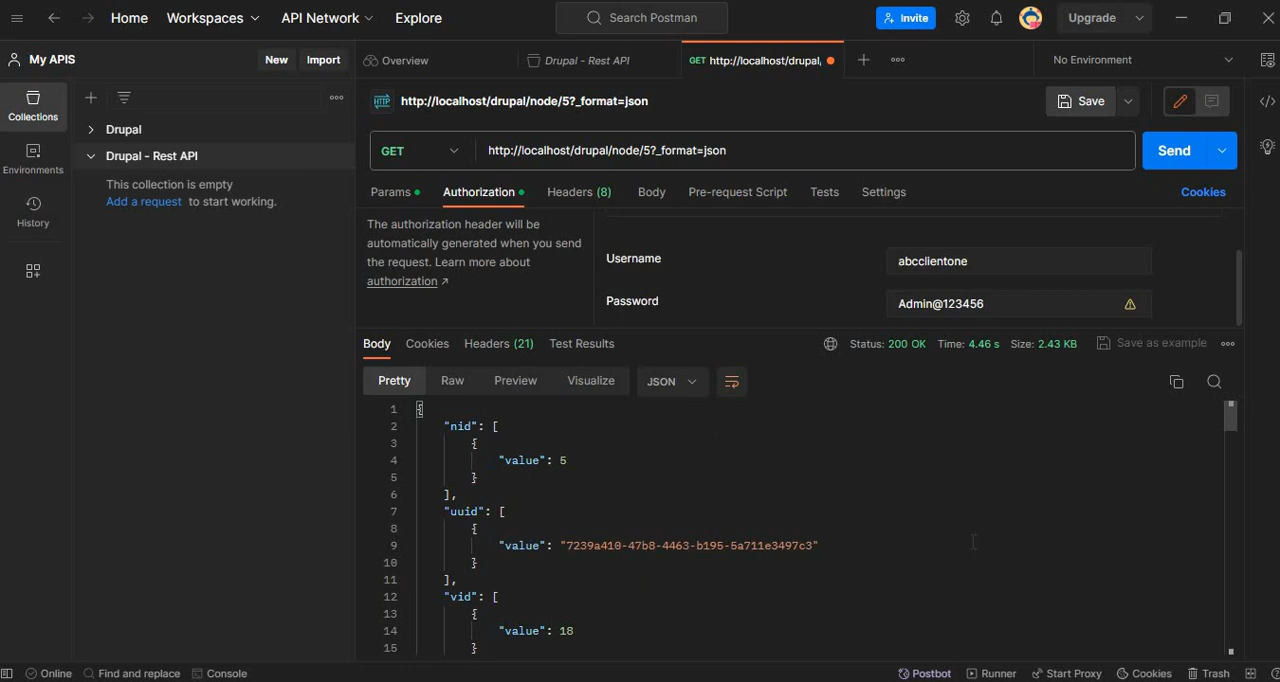 Home Workspaces API Network Explore Search Postman Invite Upgrade
My APIS New Import Overview Drupal - Rest API GET http://localhost/drupal, No Environment
Collections
Environments
History
Drupal
Drupal - Rest API
This collection is empty
Add a request to start working.
HTTP http://localhost/drupal/node/5?_format=json Save
GET http://localhost/drupal/node/5?_format=json Send
Params Authorization Headers (8) Body Pre-request Script Tests Settings Cookies
The authorization header will be
automatically generated when you send
the request. Learn more about
authorization ↗
Username abcclientone
Password Admin@123456
Body Cookies Headers (21) Test Results Status: 200 OK Time: 4.46 s Size: 2.43 KB Save as example
Pretty Raw Preview Visualize JSON
1 {
2 "nid": [
3 {
4 "value": 5
5 }
6 ],
7 "uuid": [
8 {
9 "value": "7239a410-47b8-4463-b195-5a711e3497c3"
10 }
11 ],
12 "vid": [
13 {
14 "value": 18
15 }
Online Find and replace Console Postbot Runner Start Proxy Cookies Trash